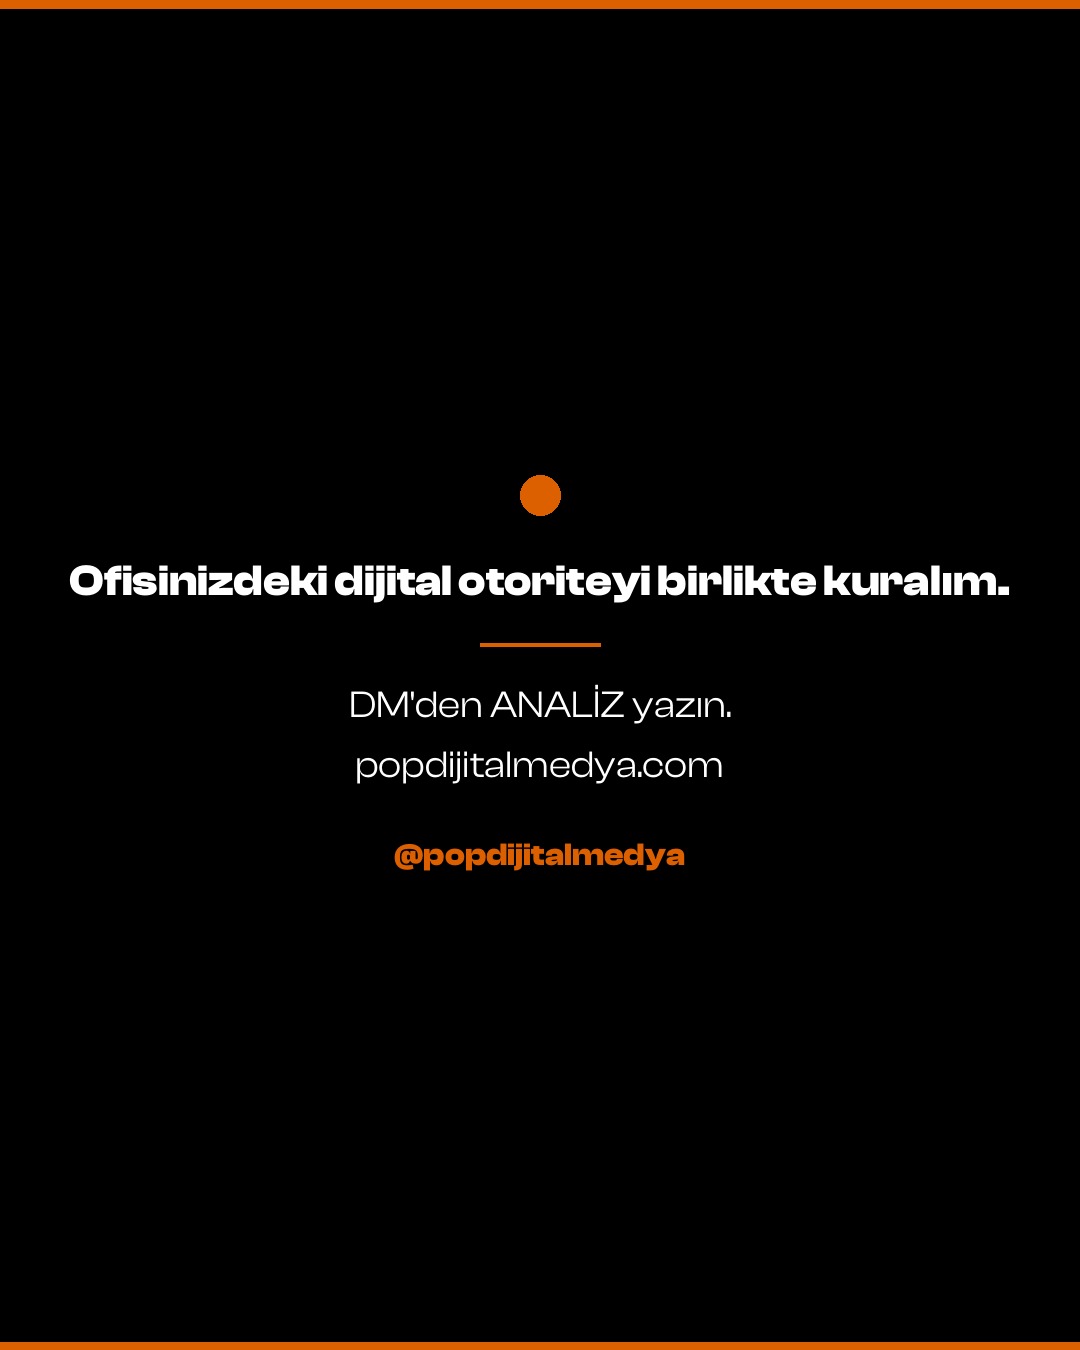 Ofisinizdeki dijital otoriteyi birlikte kuralım.
DM'den ANALİZ yazın.
popdijitalmedya.com
@popdijitalmedya